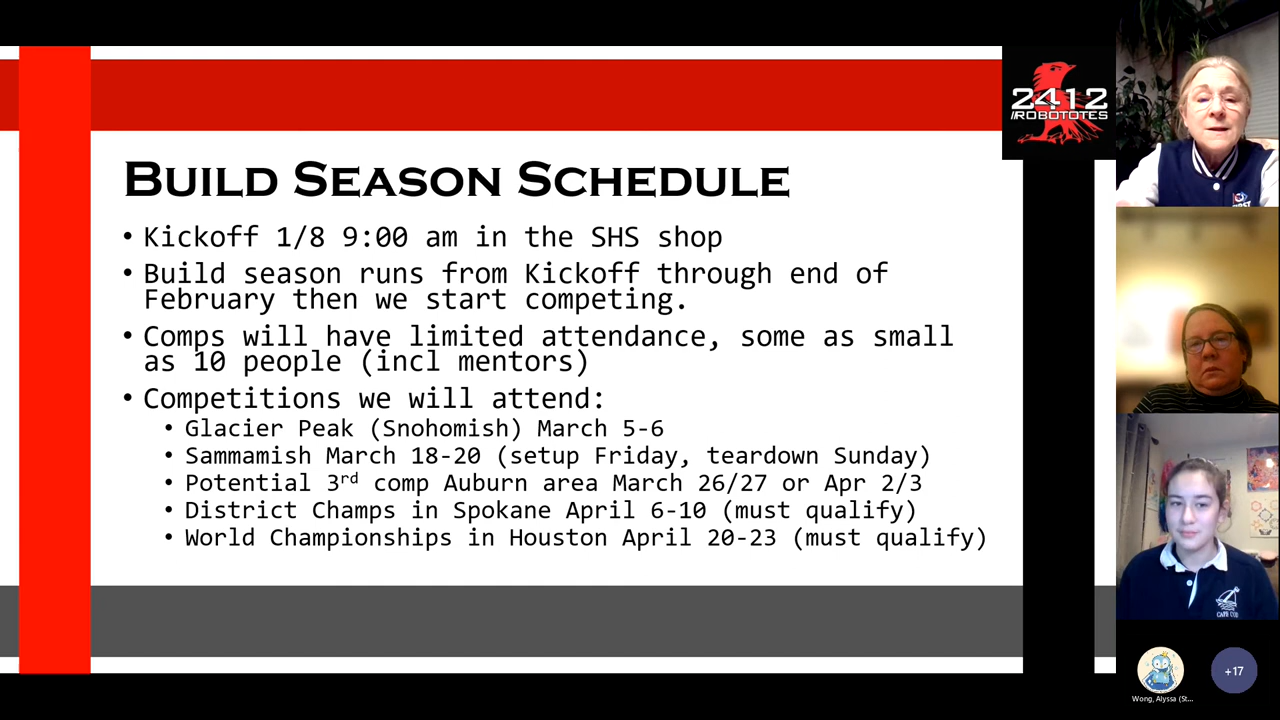 2412
ROBOTOTES
Build Season Schedule
• Kickoff 1/8 9:00 am in the SHS shop
• Build season runs from Kickoff through end of
February then we start competing.
• Comps will have limited attendance, some as small
as 10 people (incl mentors)
• Competitions we will attend:
• Glacier Peak (Snohomish) March 5-6
• Sammamish March 18-20 (setup Friday, teardown Sunday)
• Potential 3rd comp Auburn area March 26/27 or Apr 2/3
• District Champs in Spokane April 6-10 (must qualify)
• World Championships in Houston April 20-23 (must qualify)
CAPE COD
Wong, Alyssa (St...
+17